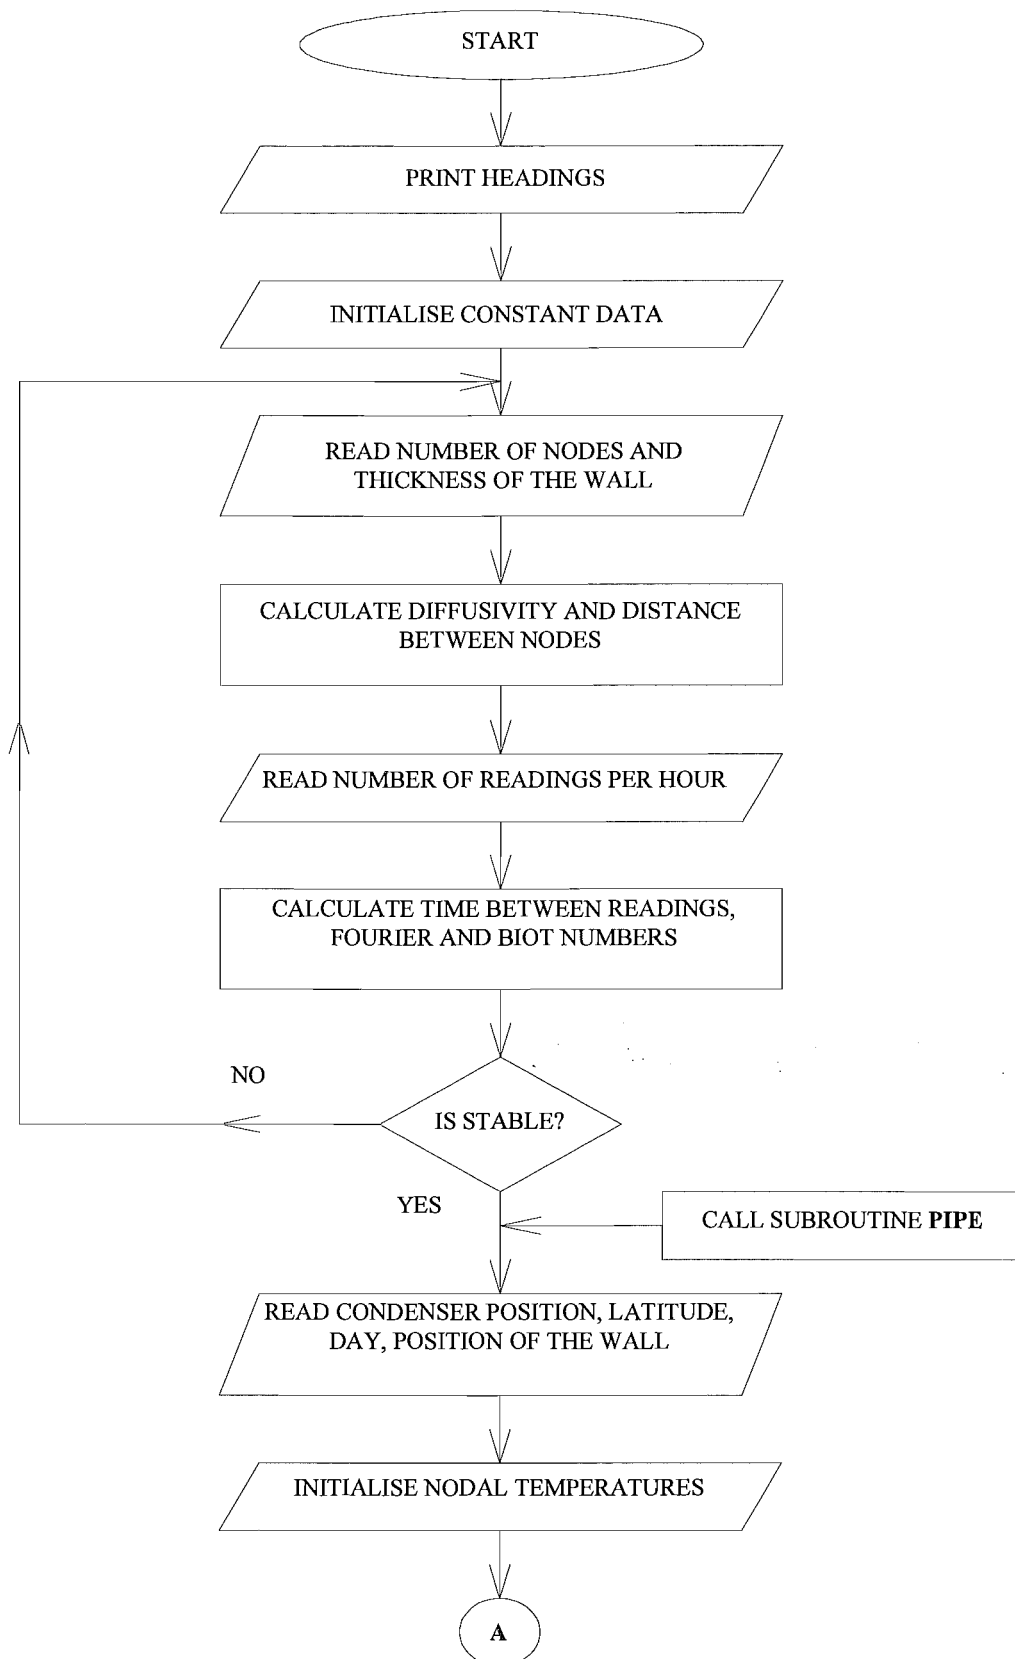 START
PRINT HEADINGS
INITIALISE CONSTANT DATA
READ NUMBER OF NODES AND
THICKNESS OF THE WALL
CALCULATE DIFFUSIVITY AND DISTANCE
BETWEEN NODES
READ NUMBER OF READINGS PER HOUR
CALCULATE TIME BETWEEN READINGS,
FOURIER AND BIOT NUMBERS
NO
IS STABLE?
YES
CALL SUBROUTINE PIPE
READ CONDENSER POSITION, LATITUDE,
DAY, POSITION OF THE WALL
INITIALISE NODAL TEMPERATURES
A